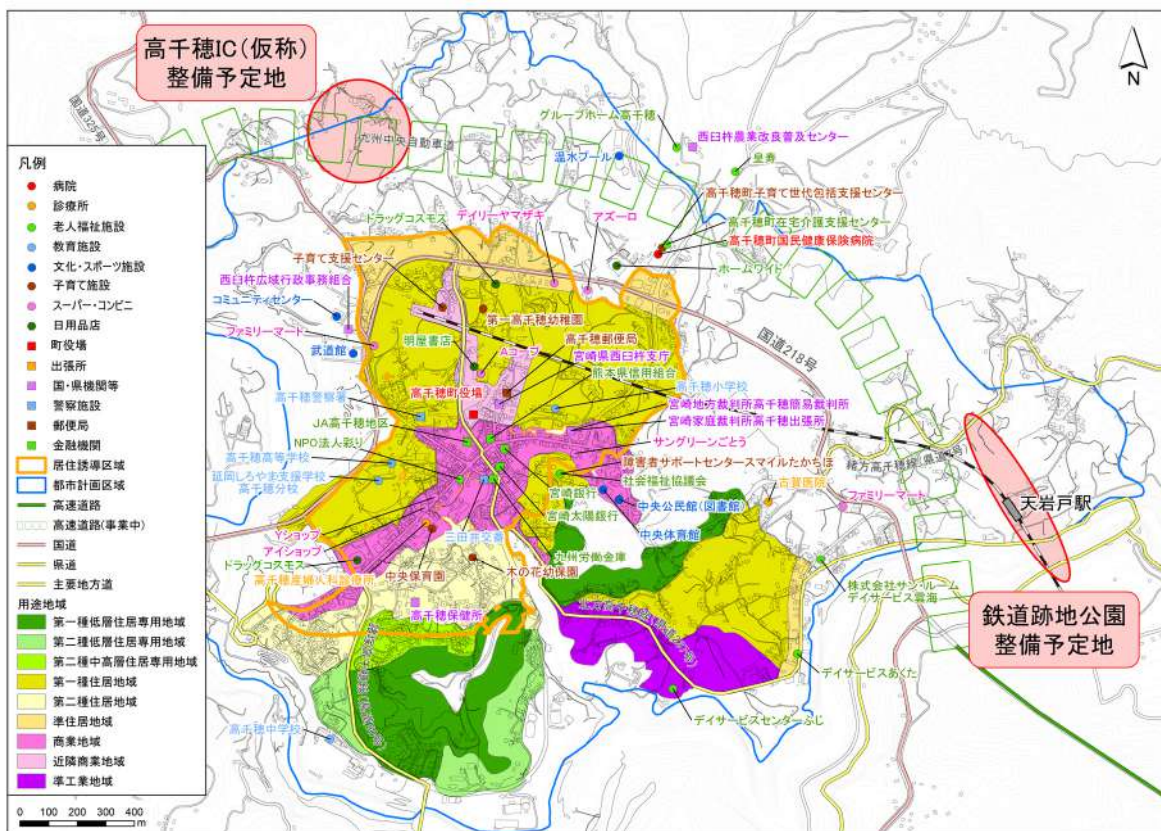 高千穂IC(仮称)
整備予定地
N
国道325号
九州中央自動車道
グループホーム高千穂
西臼杵農業改良普及センター
温水プール
皇寿
高千穂町子育て世代包括支援センター
高千穂町在宅介護支援センター
高千穂町国民健康保険病院
ドラッグコスモス
デイリーヤマザキ
アズーロ
ホームワイド
子育て支援センター
西臼杵広域行政事務組合
コミュニティセンター
ファミリーマート
武道館
第一高千穂幼稚園
高千穂郵便局
明屋書店
Aコープ
宮崎県西臼杵支庁
熊本県信用組合
国道218号
高千穂町役場
高千穂小学校
高千穂警察署
宮崎地方裁判所高千穂簡易裁判所
宮崎家庭裁判所高千穂出張所
JA高千穂地区
NPO法人彩り
サングリーンごとう
高千穂高等学校
延岡しろやま支援学校
高千穂分校
障害者サポートセンタースマイルたかちほ
社会福祉協議会
古賀医院
ファミリーマート
緒方高千穂線(県道7号)
天岩戸駅
宮崎銀行
宮崎太陽銀行
中央公民館(図書館)
中央体育館
Yショップ
アイショップ
三田井交番
九州労働金庫
ドラッグコスモス
高千穂産婦人科診療所
中央保育園
木の花幼保園
高千穂保健所
株式会社サン・ルーム
デイサービス雲海
鉄道跡地公園
整備予定地
デイサービスあくた
デイサービスセンターふじ
高千穂中学校
凡例
病院
診療所
老人福祉施設
教育施設
文化・スポーツ施設
子育て施設
スーパー・コンビニ
日用品店
町役場
出張所
国・県機関等
警察施設
郵便局
金融機関
居住誘導区域
都市計画区域
高速道路
高速道路(事業中)
国道
県道
主要地方道
用途地域
第一種低層住居専用地域
第二種低層住居専用地域
第二種中高層住居専用地域
第一種住居地域
第二種住居地域
準住居地域
商業地域
近隣商業地域
準工業地域
0 100 200 300 400
m